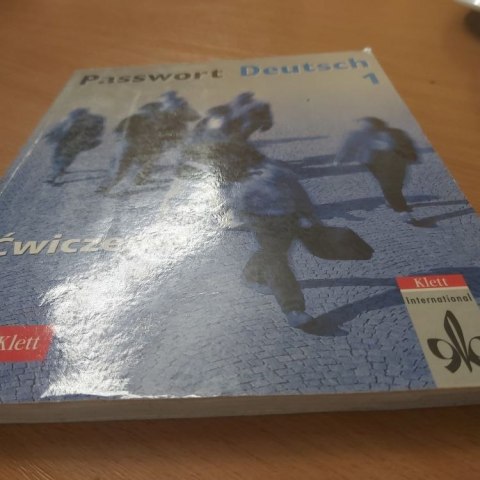 Passwort Deutsch
1
Klett
Klett
International